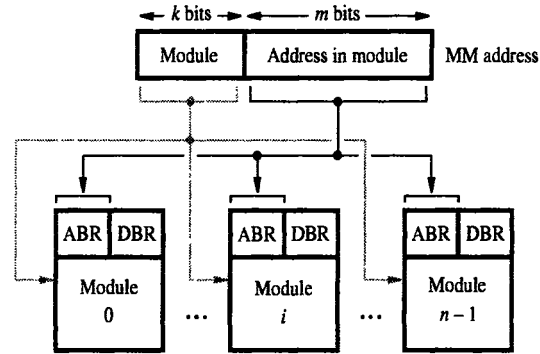 k bits m bits
Module Address in module MM address
ABR DBR ABR DBR ABR DBR
Module Module Module
0 ... i ... n − 1